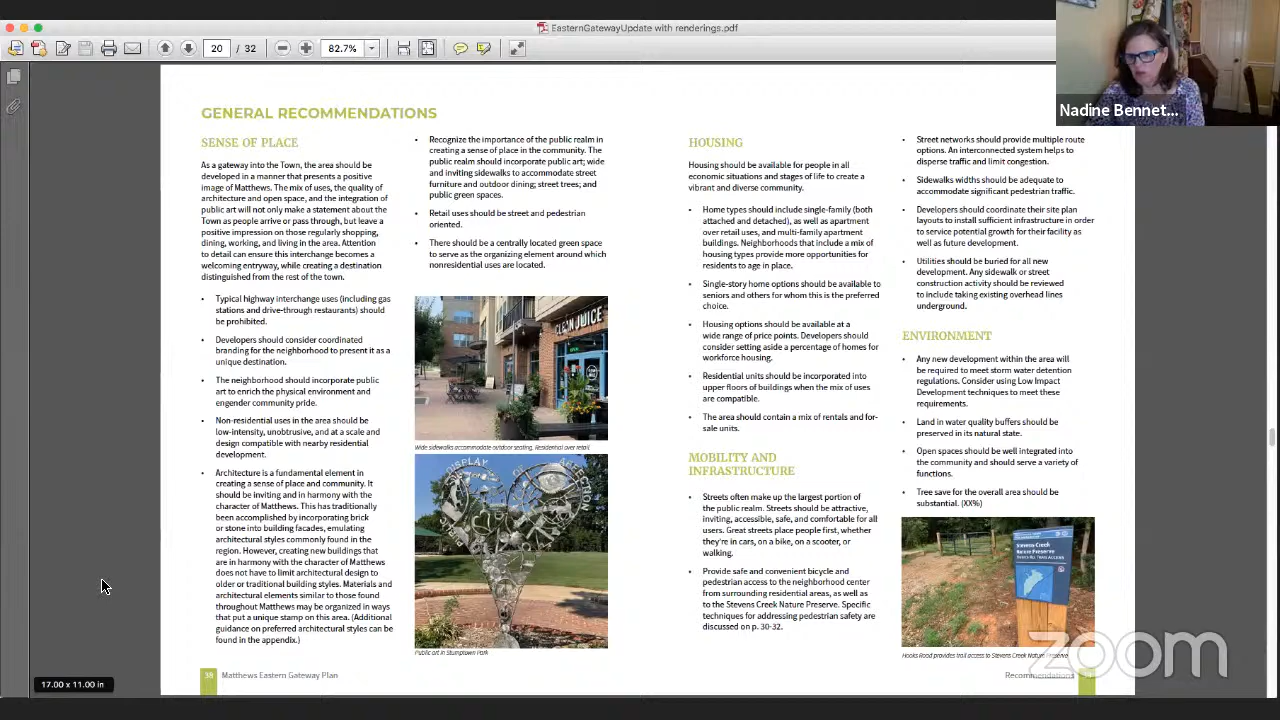 EasternGatewayUpdate with renderings.pdf
20 / 32
82.7%
Nadine Bennet...
GENERAL RECOMMENDATIONS
SENSE OF PLACE
As a gateway into the Town, the area should be
developed in a manner that presents a positive
image of Matthews. The mix of uses, the quality of
architecture and open space, and the integration of
public art will not only make a statement about the
Town as people arrive or pass through, but leave a
positive impression on those regularly shopping,
dining, working, and living in the area. Attention
to detail can ensure this interchange becomes a
welcoming entryway, while creating a destination
distinguished from the rest of the town.
• Typical highway interchange uses (including gas
stations and drive-through restaurants) should
be prohibited.
• Developers should consider coordinated
branding for the neighborhood to present it as a
unique destination.
• The neighborhood should incorporate public
art to enrich the physical environment and
engender community pride.
• Non-residential uses in the area should be
low-intensity, unobtrusive, and at a scale and
design compatible with nearby residential
development.
• Architecture is a fundamental element in
creating a sense of place and community. It
should be inviting and in harmony with the
character of Matthews. This has traditionally
been accomplished by incorporating brick
or stone into building facades, emulating
architectural styles commonly found in the
region. However, creating new buildings that
are in harmony with the character of Matthews
does not have to limit architectural design to
older or traditional building styles. Materials and
architectural elements similar to those found
throughout Matthews may be organized in ways
that put a unique stamp on this area. (Additional
guidance on preferred architectural styles can be
found in the appendix.)
• Recognize the importance of the public realm in
creating a sense of place in the community. The
public realm should incorporate public art; wide
and inviting sidewalks to accommodate street
furniture and outdoor dining; street trees; and
public green spaces.
• Retail uses should be street and pedestrian
oriented.
• There should be a centrally located green space
to serve as the organizing element around which
nonresidential uses are located.
CLEAN JUICE
Wide sidewalks accommodate outdoor seating. Residential over retail.
DISPLAY OF
Public art in Stumptown Park
HOUSING
Housing should be available for people in all
economic situations and stages of life to create a
vibrant and diverse community.
• Home types should include single-family (both
attached and detached), as well as apartment
over retail uses, and multi-family apartment
buildings. Neighborhoods that include a mix of
housing types provide more opportunities for
residents to age in place.
• Single-story home options should be available to
seniors and others for whom this is the preferred
choice.
• Housing options should be available at a
wide range of price points. Developers should
consider setting aside a percentage of homes for
workforce housing.
• Residential units should be incorporated into
upper floors of buildings when the mix of uses
are compatible.
• The area should contain a mix of rentals and for-
sale units.
MOBILITY AND
INFRASTRUCTURE
• Streets often make up the largest portion of
the public realm. Streets should be attractive,
inviting, accessible, safe, and comfortable for all
users. Great streets place people first, whether
they're in cars, on a bike, on a scooter, or
walking.
• Provide safe and convenient bicycle and
pedestrian access to the neighborhood center
from surrounding residential areas, as well as
to the Stevens Creek Nature Preserve. Specific
techniques for addressing pedestrian safety are
discussed on p. 30-32.
• Street networks should provide multiple route
options. An interconnected system helps to
disperse traffic and limit congestion.
• Sidewalks widths should be adequate to
accommodate significant pedestrian traffic.
• Developers should coordinate their site plan
layouts to install sufficient infrastructure in order
to service potential growth for their facility as
well as future development.
• Utilities should be buried for all new
development. Any sidewalk or street
construction activity should be reviewed
to include taking existing overhead lines
underground.
ENVIRONMENT
• Any new development within the area will
be required to meet storm water detention
regulations. Consider using Low Impact
Development techniques to meet these
requirements.
• Land in water quality buffers should be
preserved in its natural state.
• Open spaces should be well integrated into
the community and should serve a variety of
functions.
• Tree save for the overall area should be
substantial. (XX%)
Stevens Creek
Nature Preserve
Hooks Road provides trail access to Stevens Creek Nature Preserve
38 Matthews Eastern Gateway Plan
Recommendations
17.00 x 11.00 in
zoom